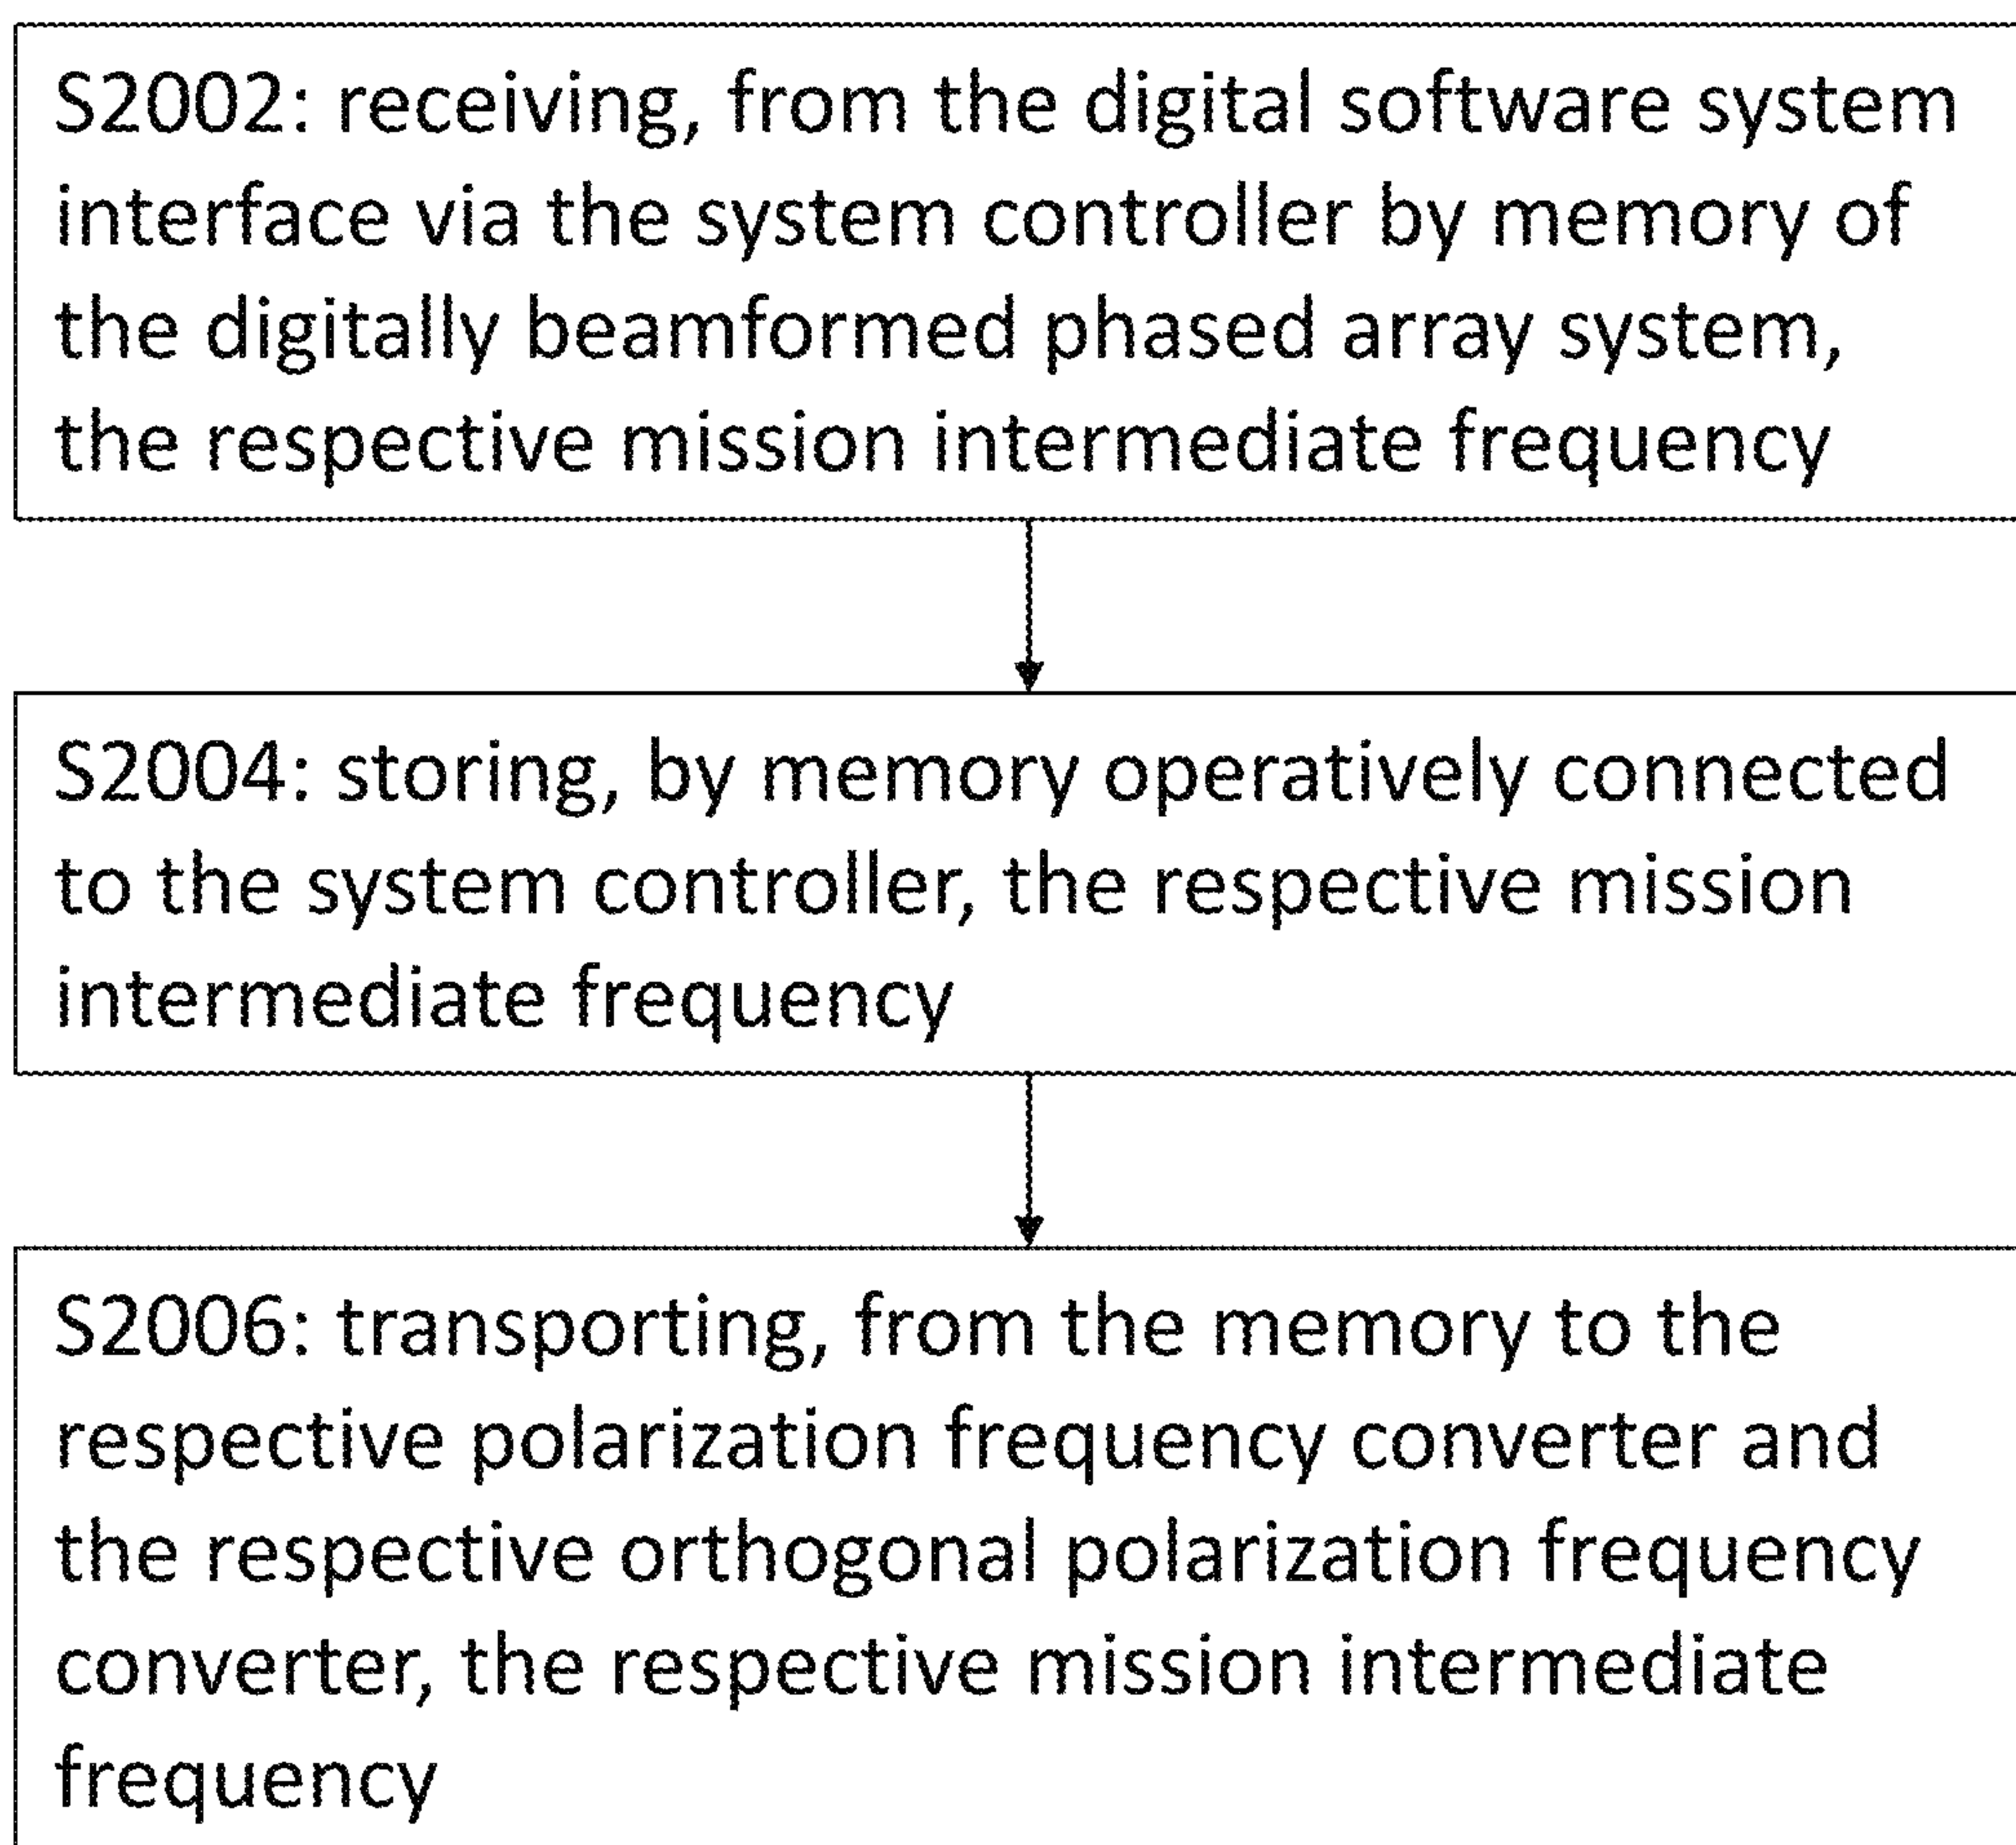 S2002: receiving, from the digital software system
interface via the system controller by memory of
the digitally beamformed phased array system,
the respective mission intermediate frequency
S2004: storing, by memory operatively connected
to the system controller, the respective mission
intermediate frequency
S2006: transporting, from the memory to the
respective polarization frequency converter and
the respective orthogonal polarization frequency
converter, the respective mission intermediate
frequency